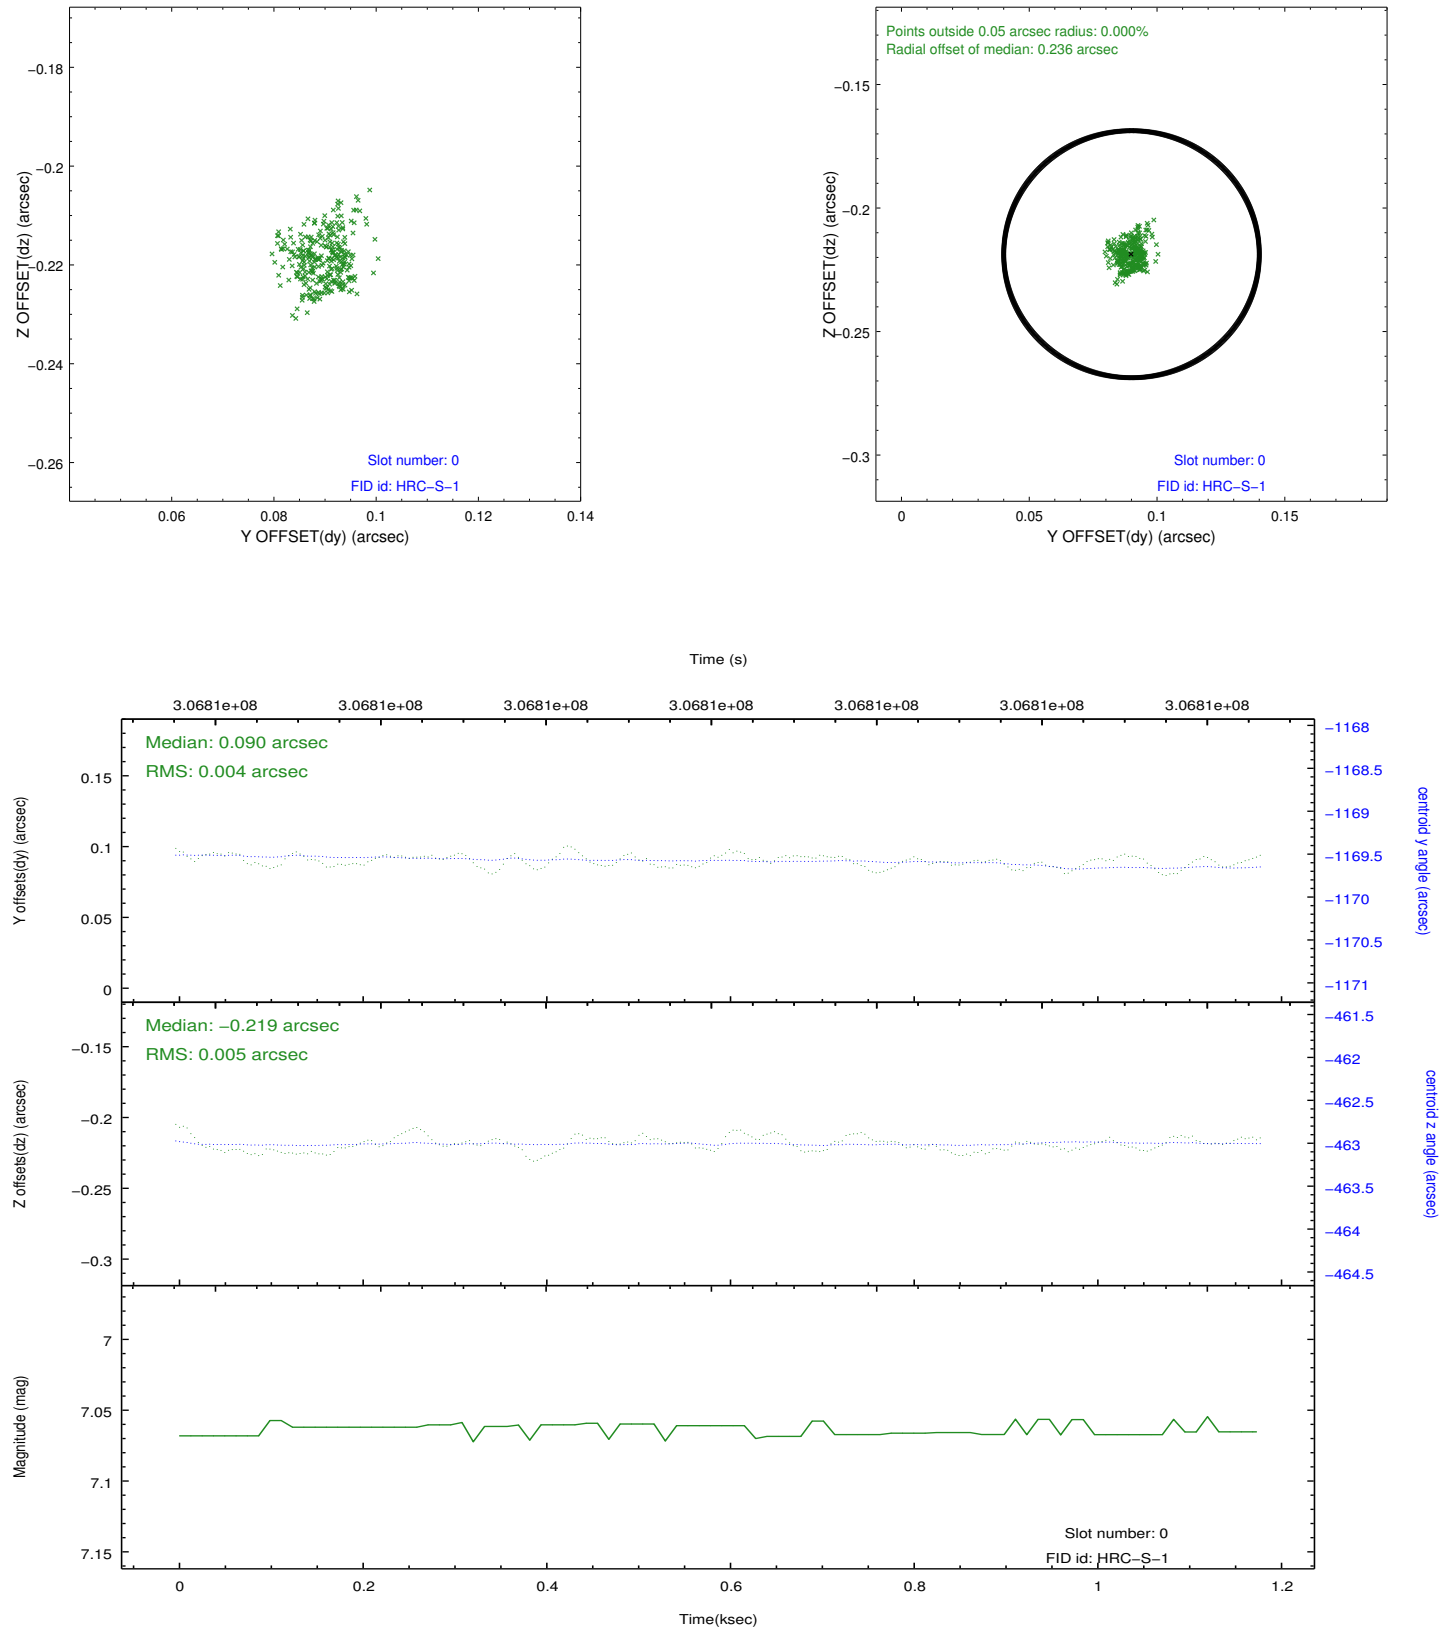 −0.18
−0.2
−0.22
−0.24
−0.26
Z OFFSET(dz) (arcsec)
Slot number: 0
FID id: HRC−S−1
0.06 0.08 0.1 0.12 0.14
Y OFFSET(dy) (arcsec)
Points outside 0.05 arcsec radius: 0.000%
Radial offset of median: 0.236 arcsec
−0.15
−0.2
−0.25
−0.3
Z OFFSET(dz) (arcsec)
Slot number: 0
FID id: HRC−S−1
0 0.05 0.1 0.15
Y OFFSET(dy) (arcsec)
Time (s)
3.0681e+08 3.0681e+08 3.0681e+08 3.0681e+08 3.0681e+08 3.0681e+08 3.0681e+08
Median: 0.090 arcsec
RMS: 0.004 arcsec
0.15
0.1
0.05
0
Y offsets(dy) (arcsec)
−1168
−1168.5
−1169
−1169.5
−1170
−1170.5
−1171
centroid y angle (arcsec)
Median: −0.219 arcsec
RMS: 0.005 arcsec
−0.15
−0.2
−0.25
−0.3
Z offsets(dz) (arcsec)
−461.5
−462
−462.5
−463
−463.5
−464
−464.5
centroid z angle (arcsec)
7
7.05
7.1
7.15
Magnitude (mag)
Slot number: 0
FID id: HRC−S−1
0 0.2 0.4 0.6 0.8 1 1.2
Time(ksec)